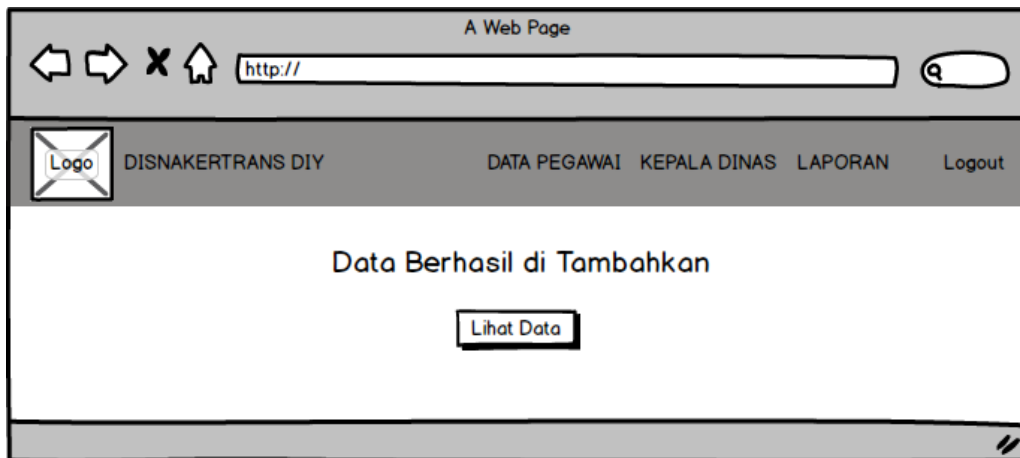 A Web Page
http://
Logo DISNAKERTRANS DIY DATA PEGAWAI KEPALA DINAS LAPORAN Logout
Data Berhasil di Tambahkan
Lihat Data